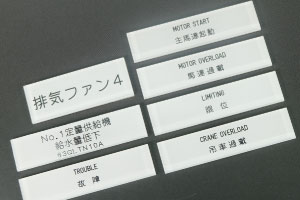 排気ファン4
No.1定量供給機
給水量低下
63QLTN10A
TROUBLE
故障
MOTOR START
主馬達起動
MOTOR OVERLOAD
馬達過載
LIMITING
限位
CRANE OVERLOAD
吊車過載